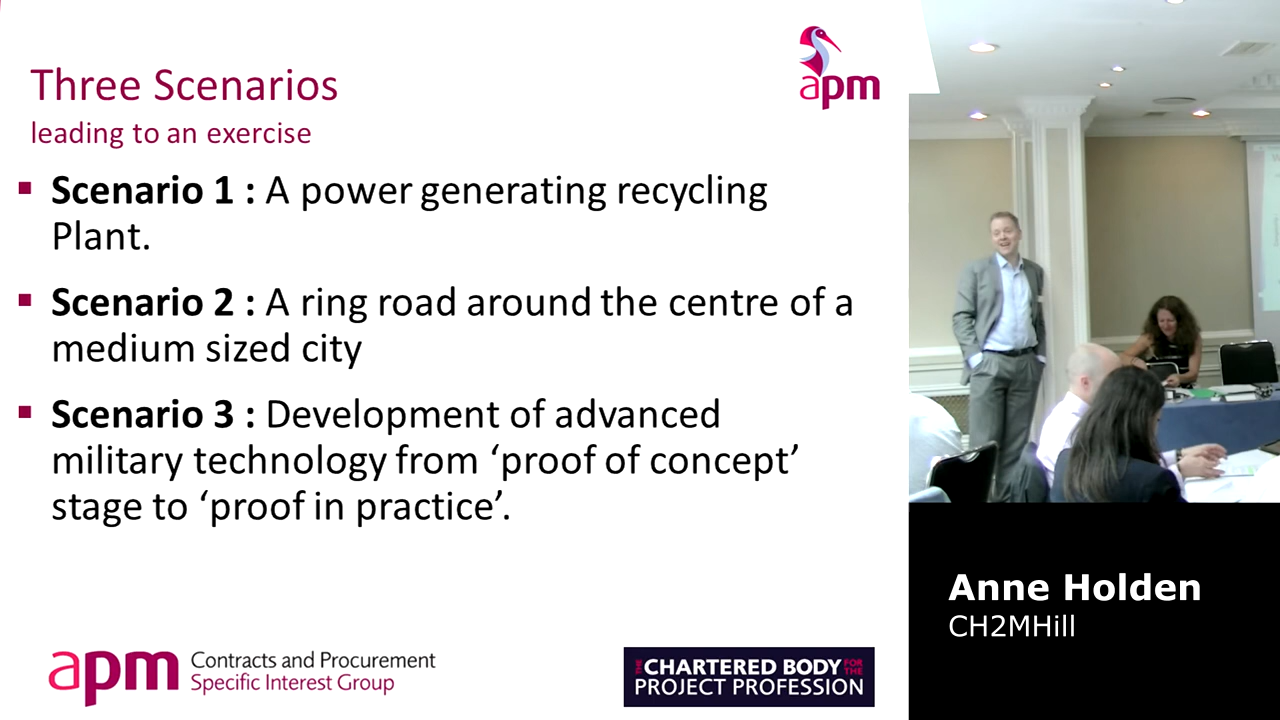 Three Scenarios
apm
leading to an exercise
▪ Scenario 1 : A power generating recycling
Plant.
▪ Scenario 2 : A ring road around the centre of a
medium sized city
▪ Scenario 3 : Development of advanced
military technology from ‘proof of concept’
stage to ‘proof in practice’.
Anne Holden
CH2MHill
apm Contracts and Procurement
Specific Interest Group
THE CHARTERED BODY FOR THE
PROJECT PROFESSION